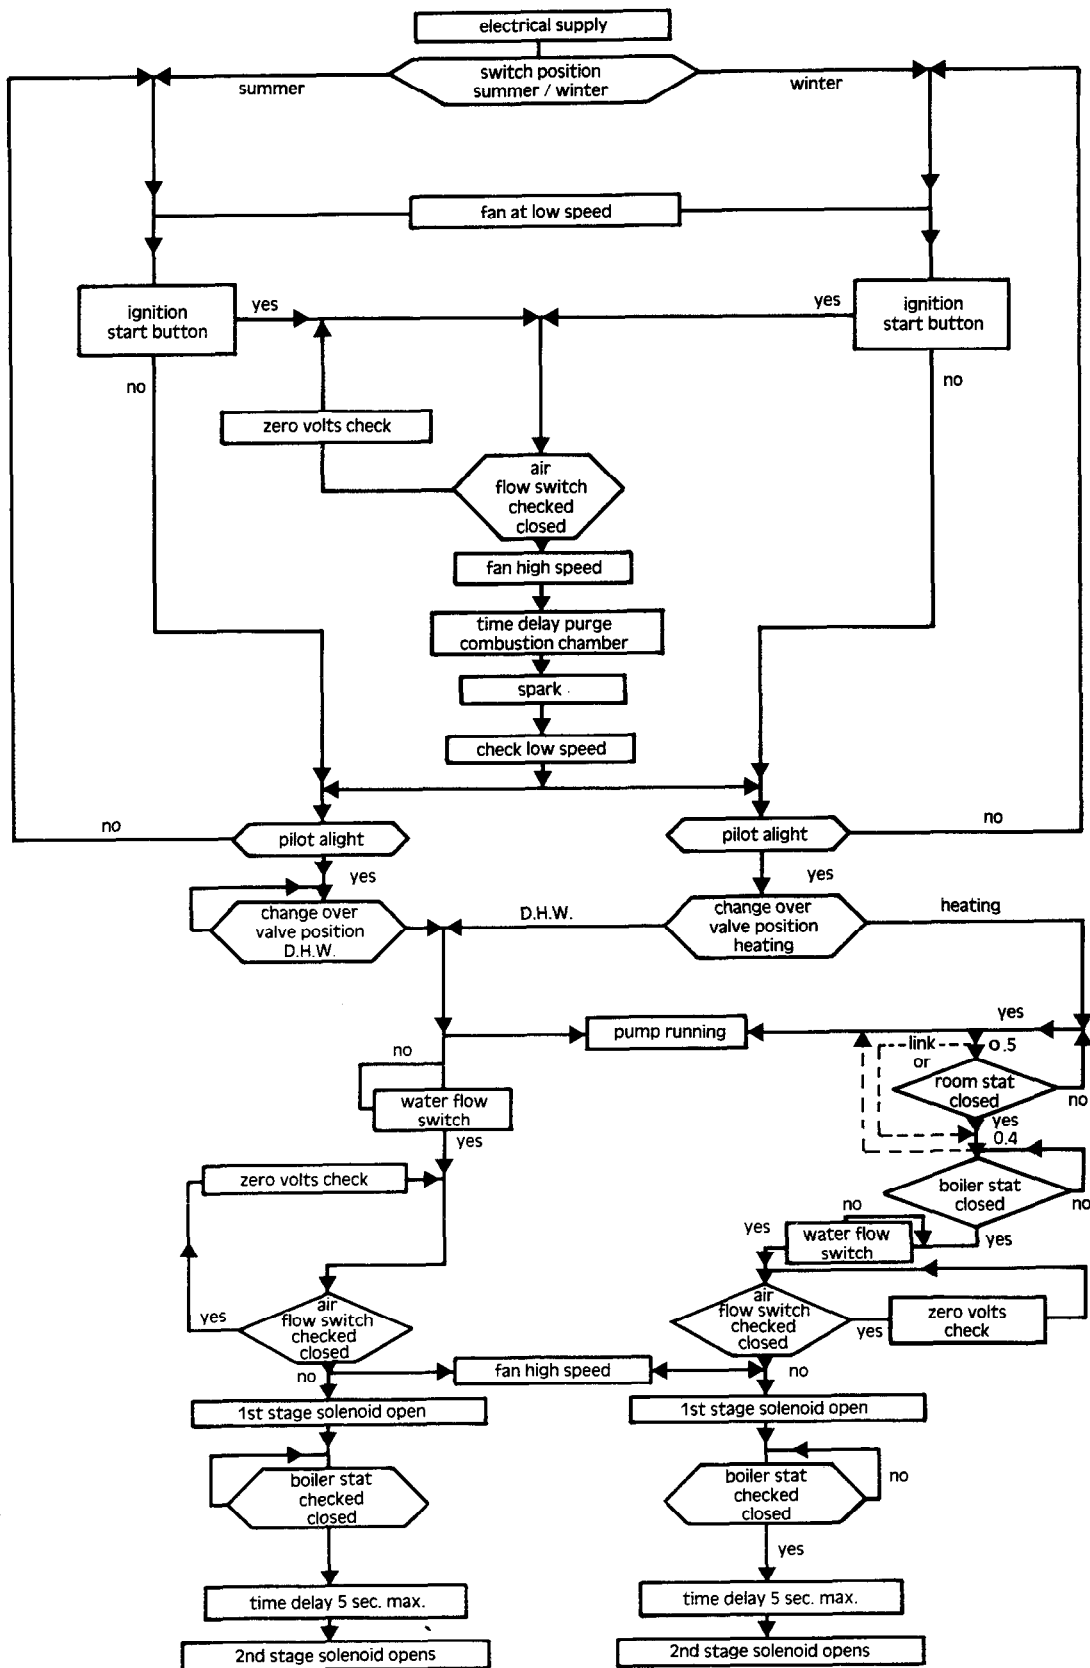 electrical supply
switch position
summer / winter
summer
winter
fan at low speed
ignition
start button
yes
no
yes
ignition
start button
no
zero volts check
air
flow switch
checked
closed
fan high speed
time delay purge
combustion chamber
spark
check low speed
no
pilot alight
yes
pilot alight
no
yes
change over
valve position
D.H.W.
D.H.W.
change over
valve position
heating
heating
pump running
yes
link
or
0.5
room stat
closed
no
yes
0.4
no
water flow
switch
yes
zero volts check
boiler stat
closed
no
yes
no
yes
water flow
switch
yes
air
flow switch
checked
closed
no
air
flow switch
checked
closed
yes
zero volts
check
no
fan high speed
1st stage solenoid open
1st stage solenoid open
boiler stat
checked
closed
boiler stat
checked
closed
no
yes
time delay 5 sec. max.
time delay 5 sec. max.
2nd stage solenoid opens
2nd stage solenoid opens